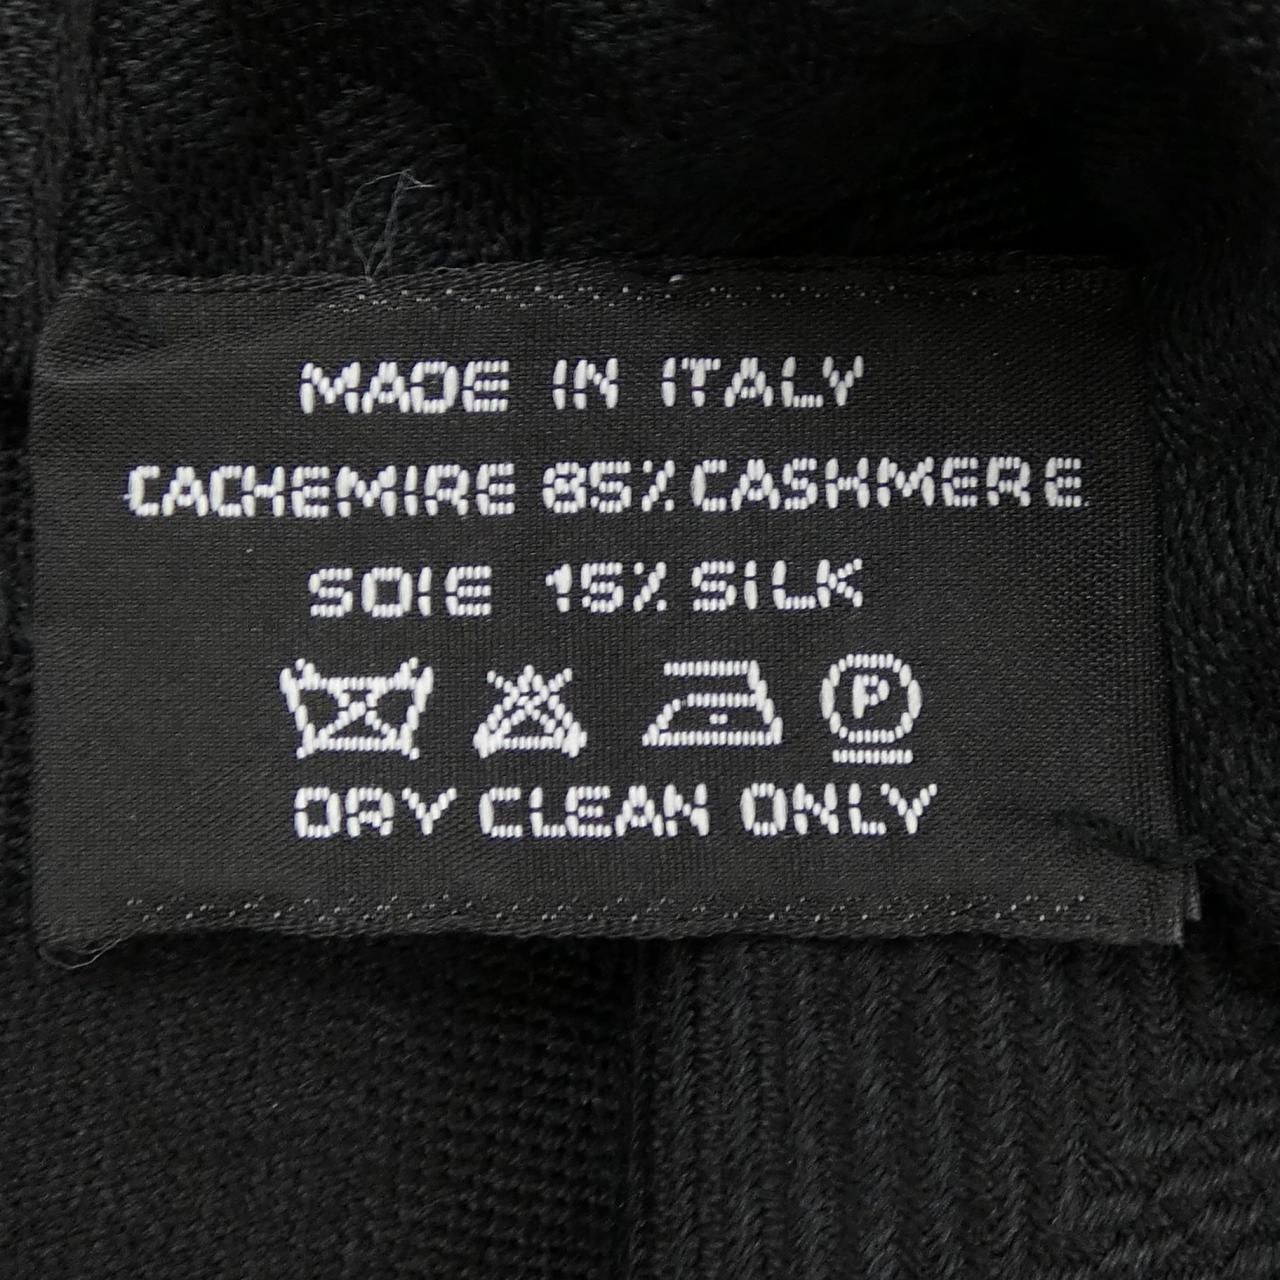 MADE IN ITALY
CACHEMIRE 85% CASHMERE
SOIE 15% SILK
P
DRY CLEAN ONLY